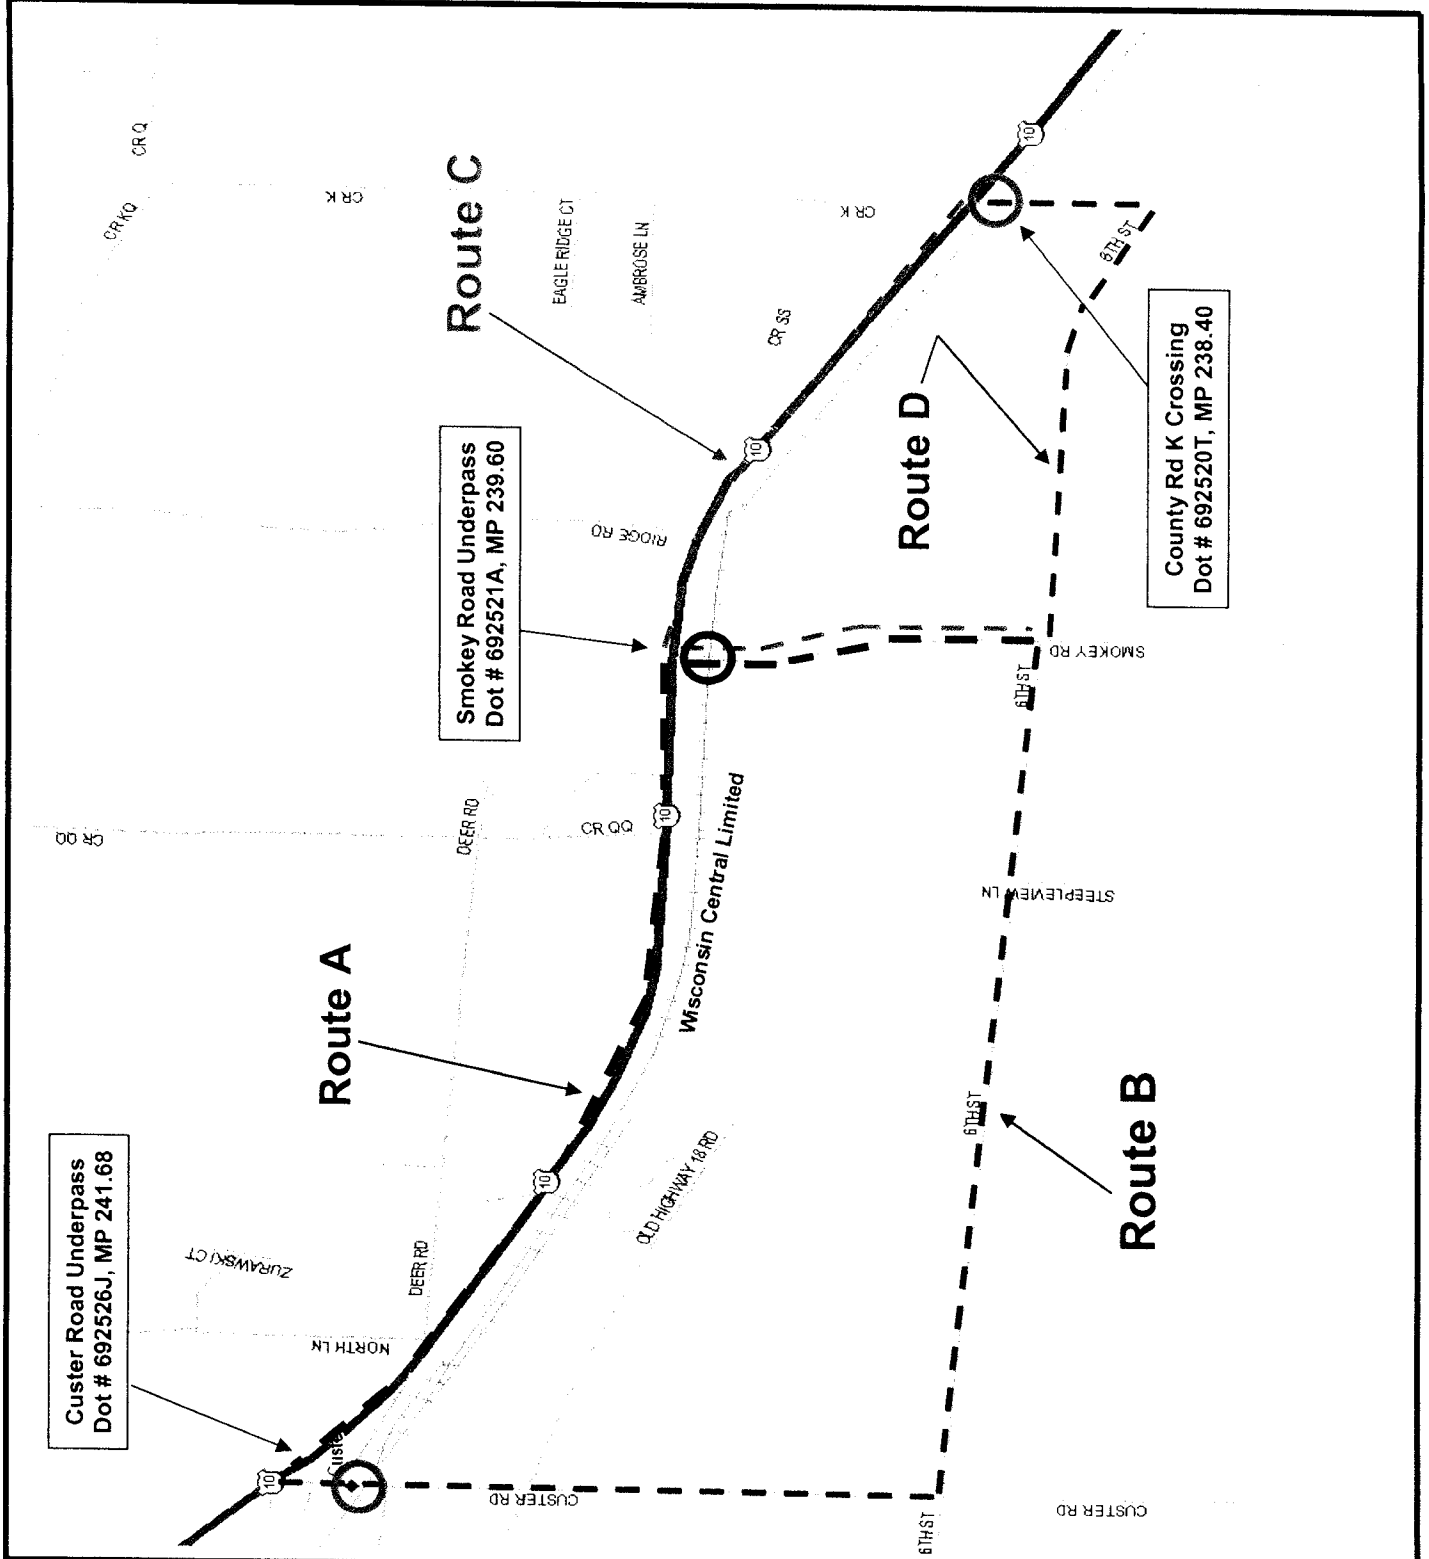 Custer Road Underpass
Dot # 692526J, MP 241.68
Route A
Smokey Road Underpass
Dot # 692521A, MP 239.60
Route C
County Rd K Crossing
Dot # 692520T, MP 238.40
Route D
Route B
Wisconsin Central Limited
10
10
10
10
10
CUSTER RD
CUSTER RD
6TH ST
6TH ST
6TH ST
6TH ST
NORTH LN
ZURAWSKI CT
DEER RD
DEER RD
OLD HIGHWAY 18 RD
CR QQ
CR QQ
STEEPLEVIEW LN
SMOKEY RD
RIDGE RD
CR SS
AMBROSE LN
EAGLE RIDGE CT
CR K
CR K
CR KQ
CR Q